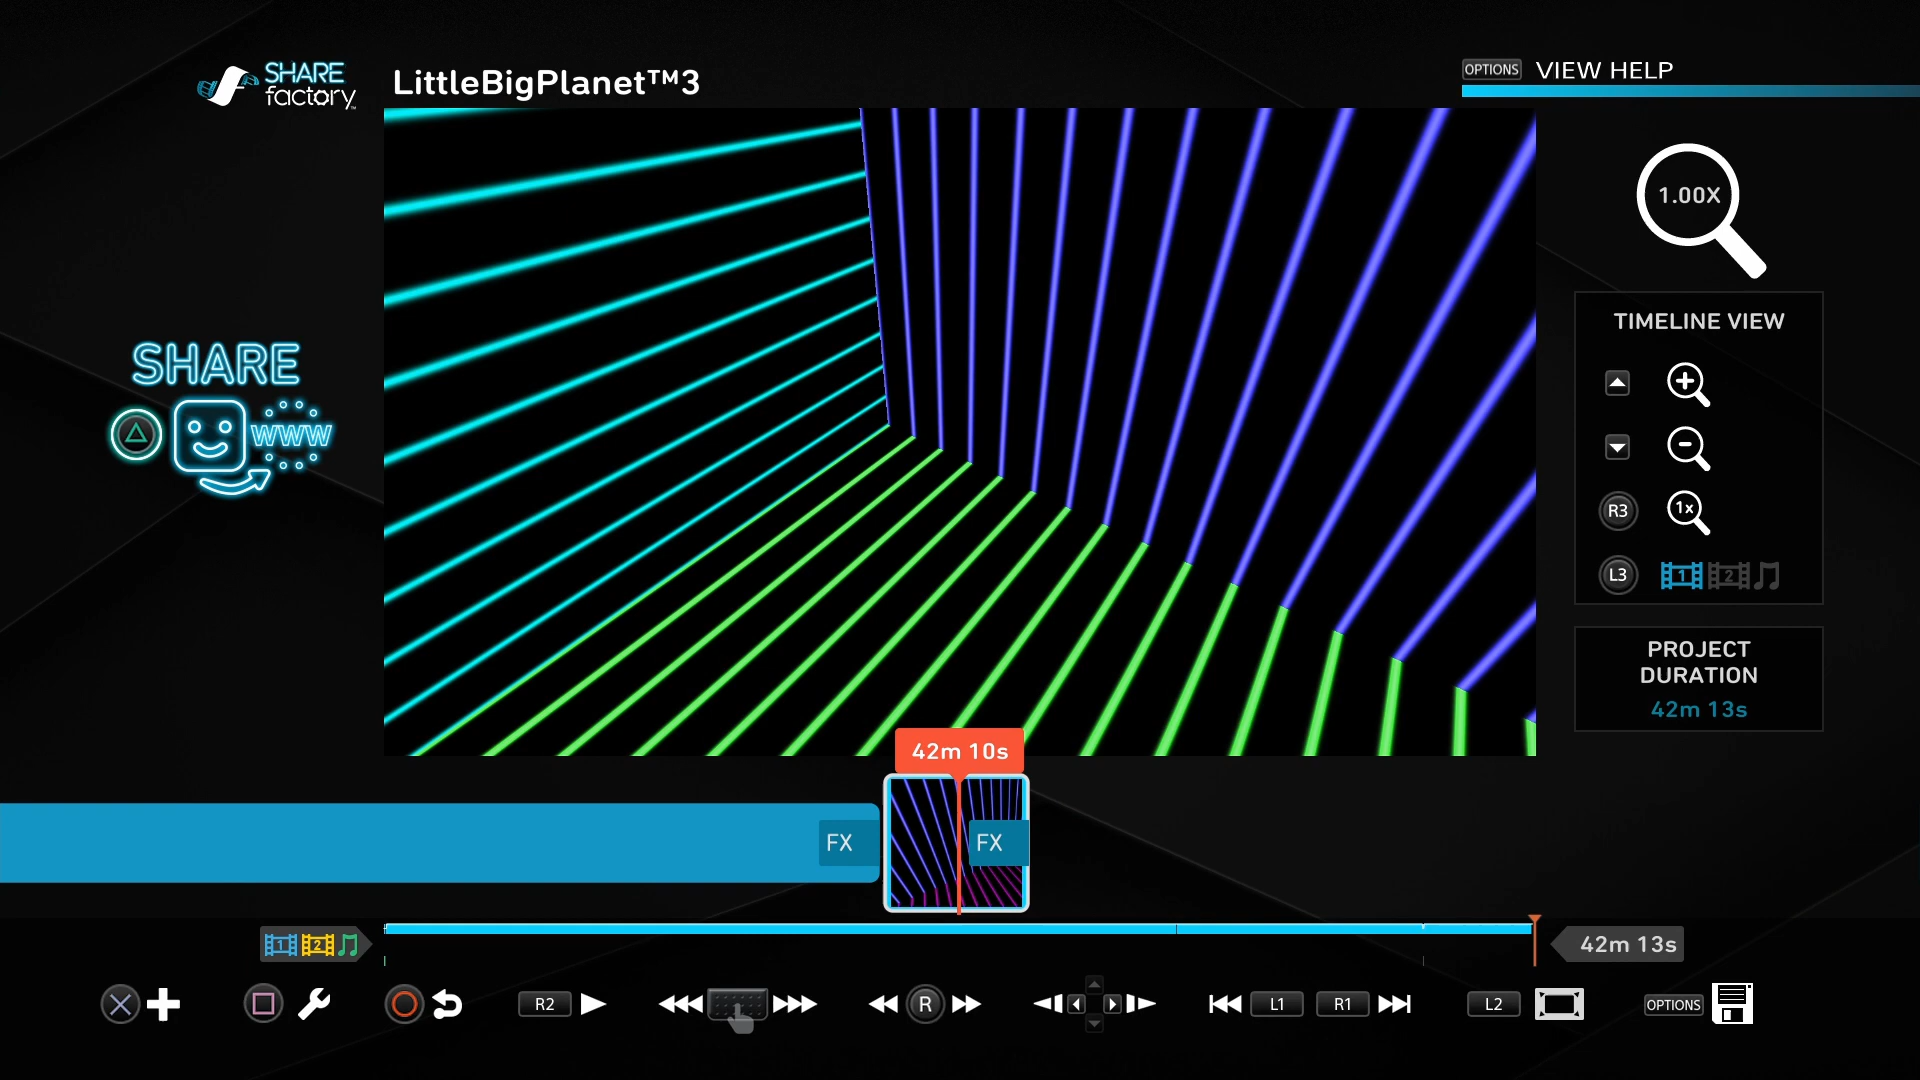 SHARE
factory™
LittleBigPlanet™3
OPTIONS VIEW HELP
1.00X
TIMELINE VIEW
SHARE
WWW
R3 1x
L3 1 2
PROJECT
DURATION
42m 13s
42m 10s
FX FX
1 2 42m 13s
R2 R L1 R1 L2 OPTIONS